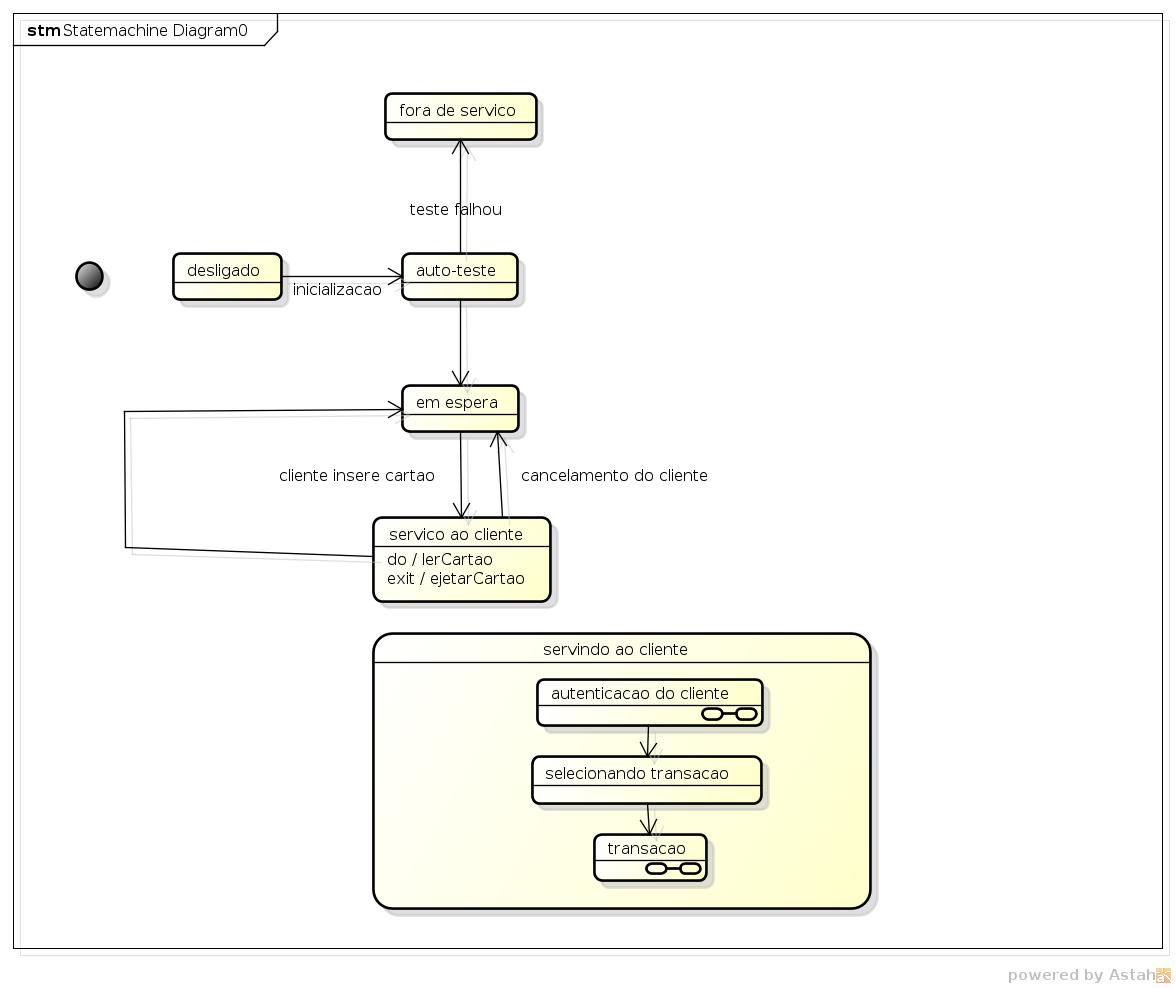 stm Statemachine Diagram0
fora de servico
teste falhou
desligado
auto-teste
inicializacao
em espera
cliente insere cartao
cancelamento do cliente
servico ao cliente
do / lerCartao
exit / ejetarCartao
servindo ao cliente
autenticacao do cliente
selecionando transacao
transacao
powered by Astah